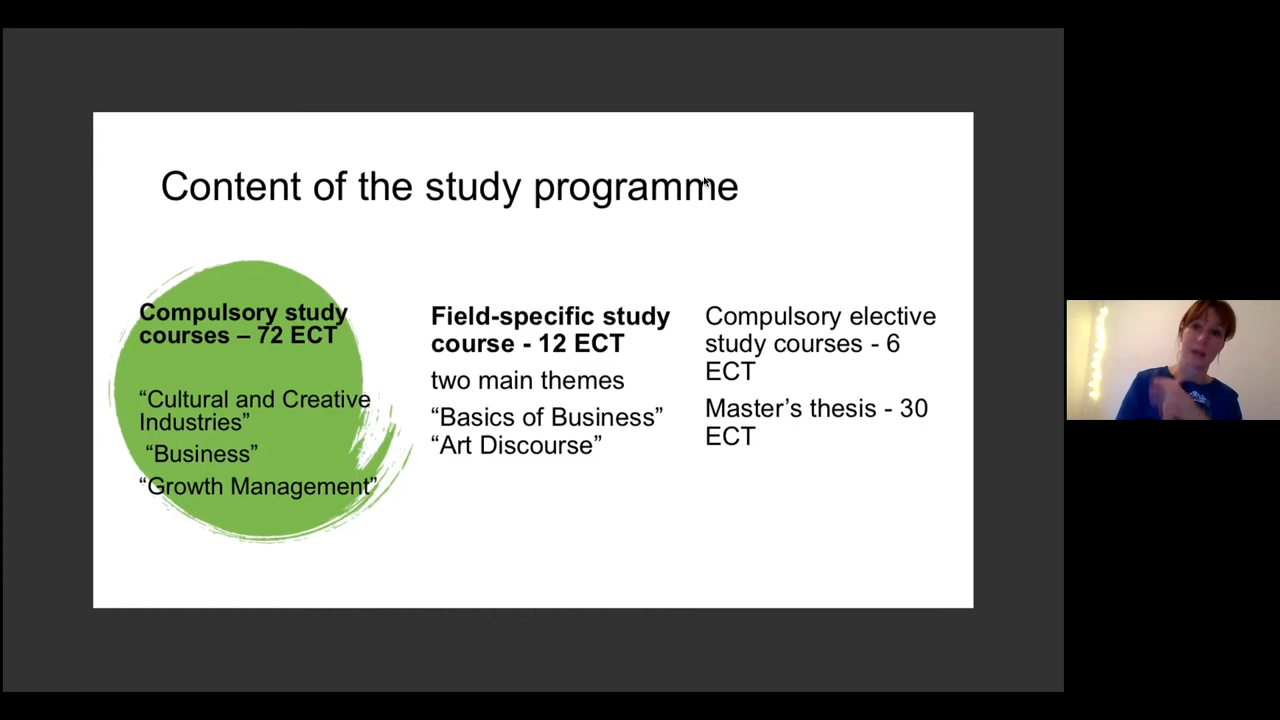 Content of the study programme
Compulsory study
courses – 72 ECT
“Cultural and Creative
Industries”
“Business”
“Growth Management”
Field-specific study
course - 12 ECT
two main themes
“Basics of Business”
“Art Discourse”
Compulsory elective
study courses - 6
ECT
Master’s thesis - 30
ECT